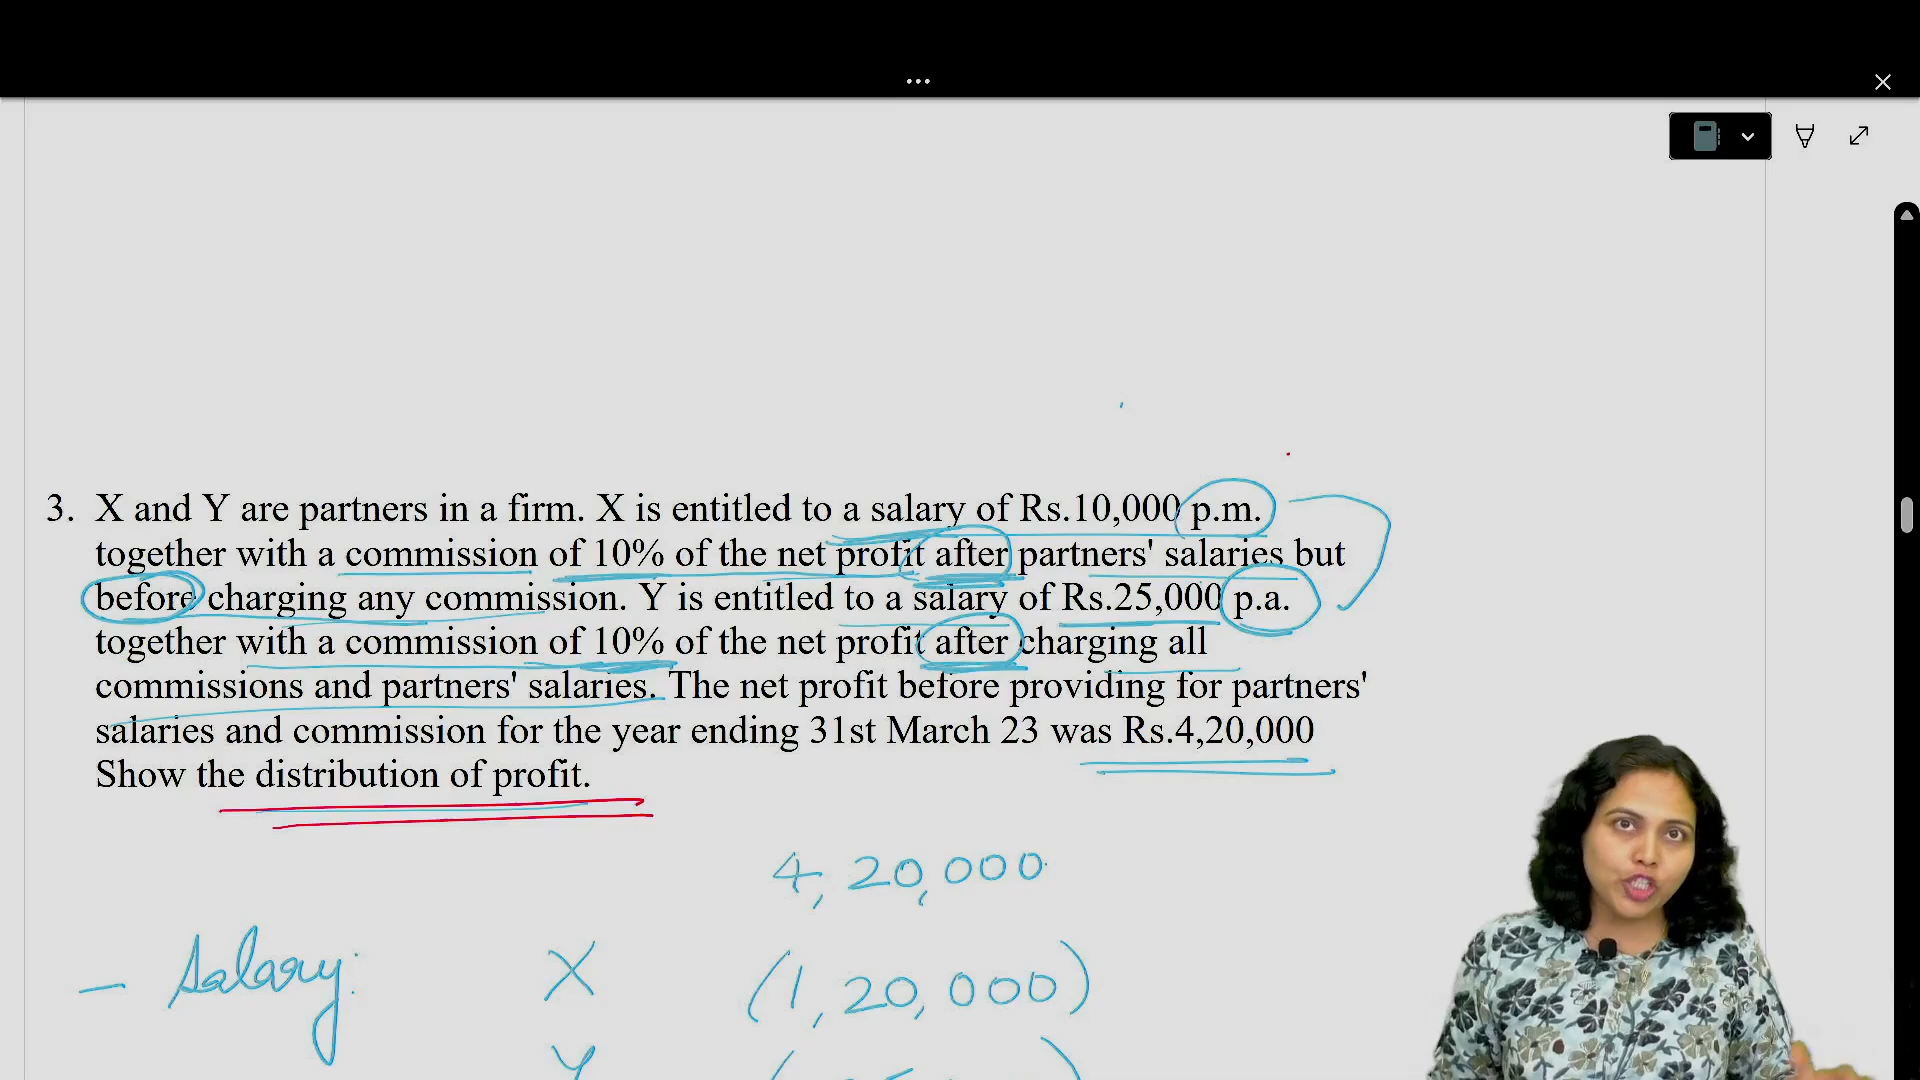 3. X and Y are partners in a firm. X is entitled to a salary of Rs.10,000 p.m.
together with a commission of 10% of the net profit after partners' salaries but
before charging any commission. Y is entitled to a salary of Rs.25,000 p.a.
together with a commission of 10% of the net profit after charging all
commissions and partners' salaries. The net profit before providing for partners'
salaries and commission for the year ending 31st March 23 was Rs.4,20,000
Show the distribution of profit.
4,20,000
- Salary: X (1,20,000)
Y